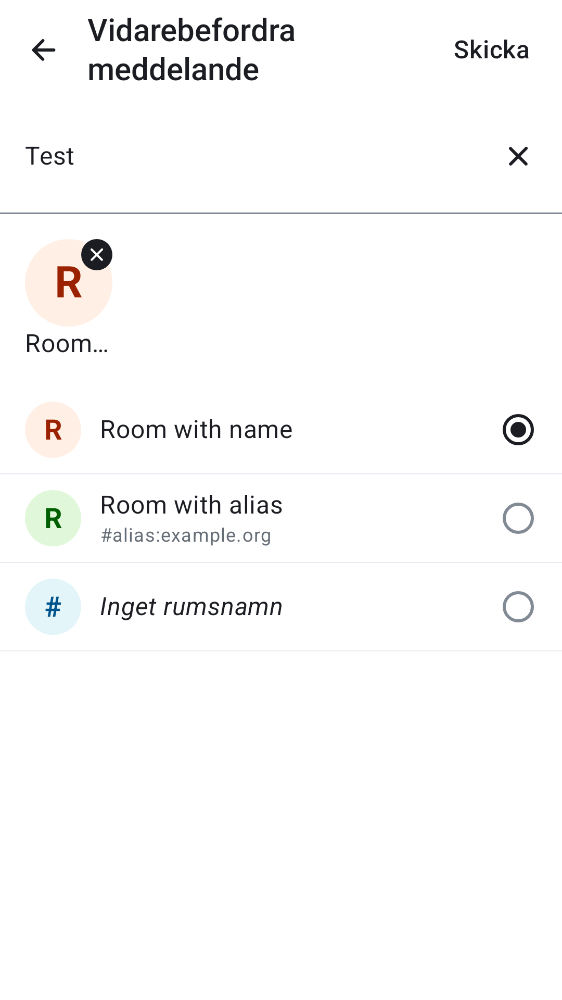 Vidarebefordra
meddelande
Skicka
Test
R
Room…
R
Room with name
R
Room with alias
#alias:example.org
#
Inget rumsnamn